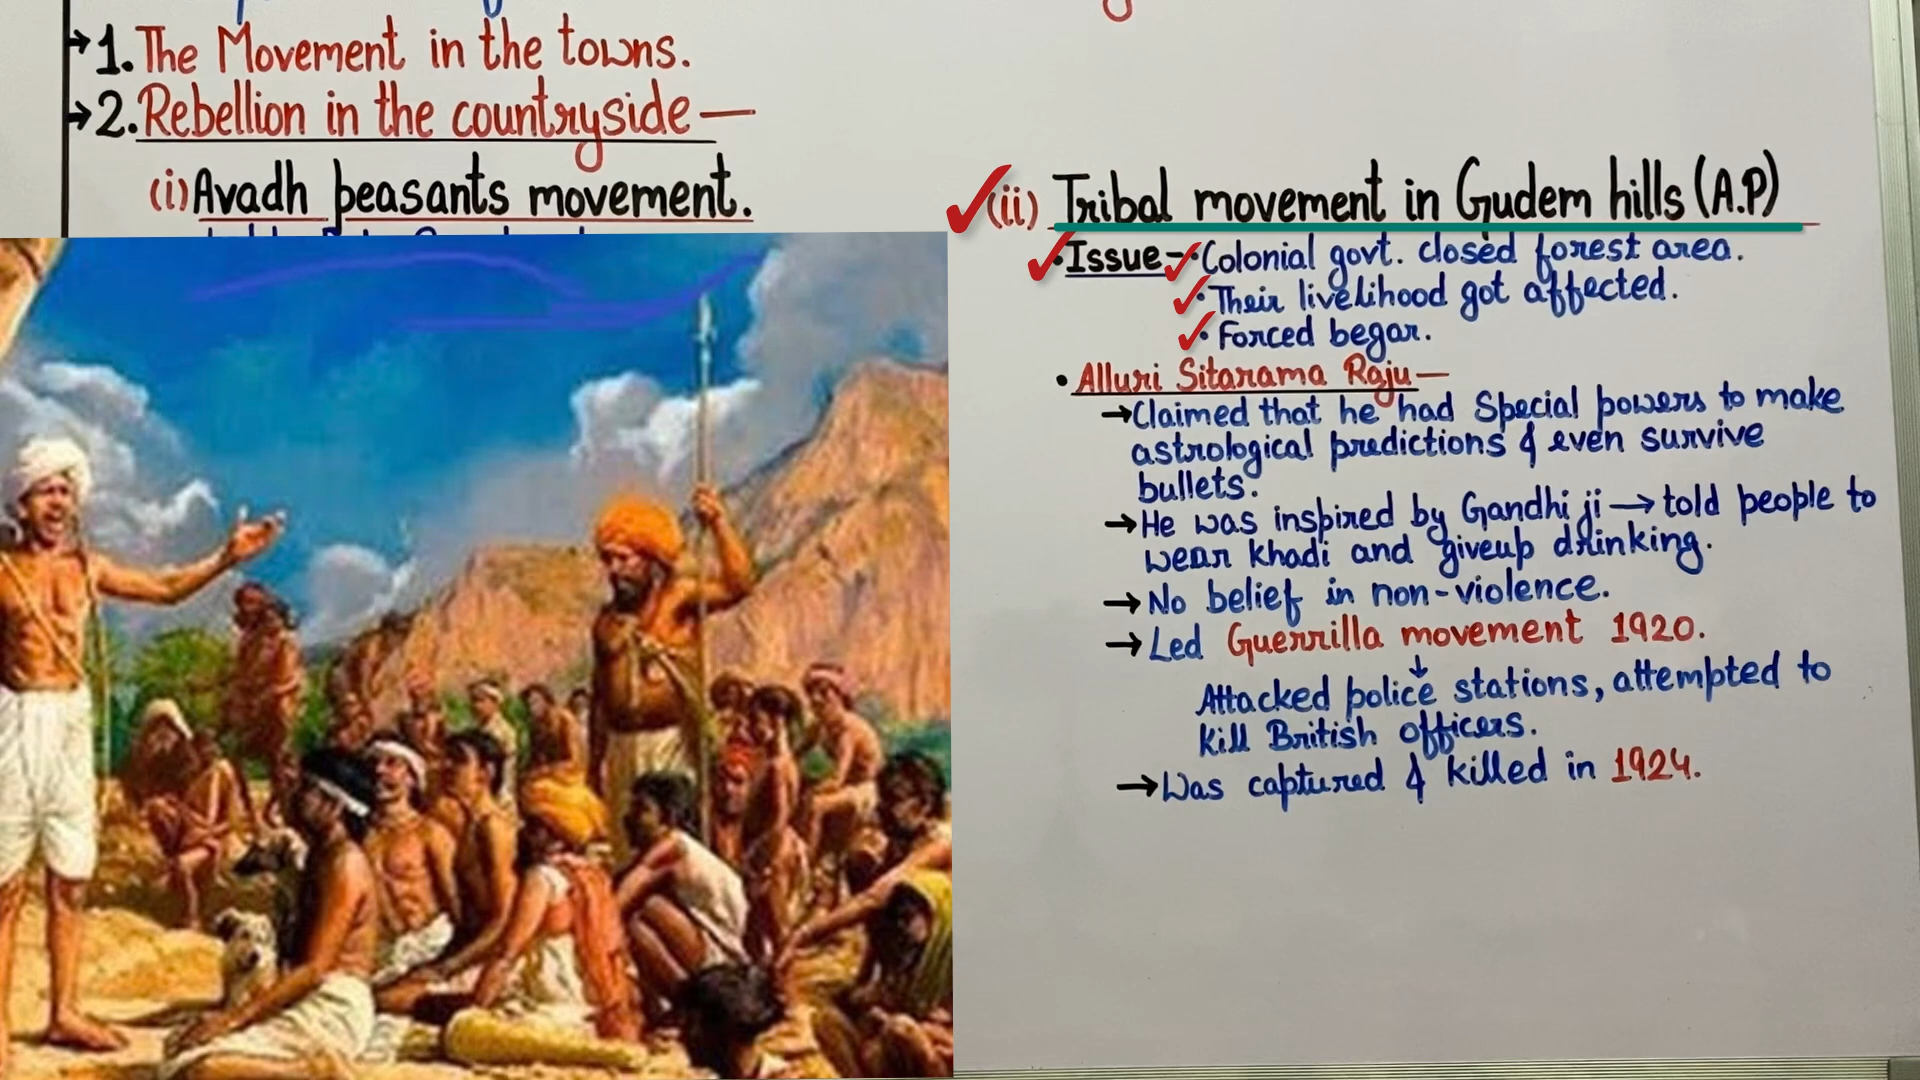 →1. The Movement in the towns.
→2. Rebellion in the countryside —
(i) Avadh peasants movement.
(ii) Tribal movement in Gudem hills (A.P)
• Issue - • Colonial govt. closed forest area.
• Their livelihood got affected.
• Forced begar.
• Alluri Sitarama Raju —
→ Claimed that he had Special powers to make
astrological predictions & even survive
bullets.
→ He was inspired by Gandhi ji → told people to
wear khadi and giveup drinking.
→ No belief in non-violence.
→ Led Guerrilla movement 1920.
↓
Attacked police stations, attempted to
kill British officers.
→ Was captured & killed in 1924.